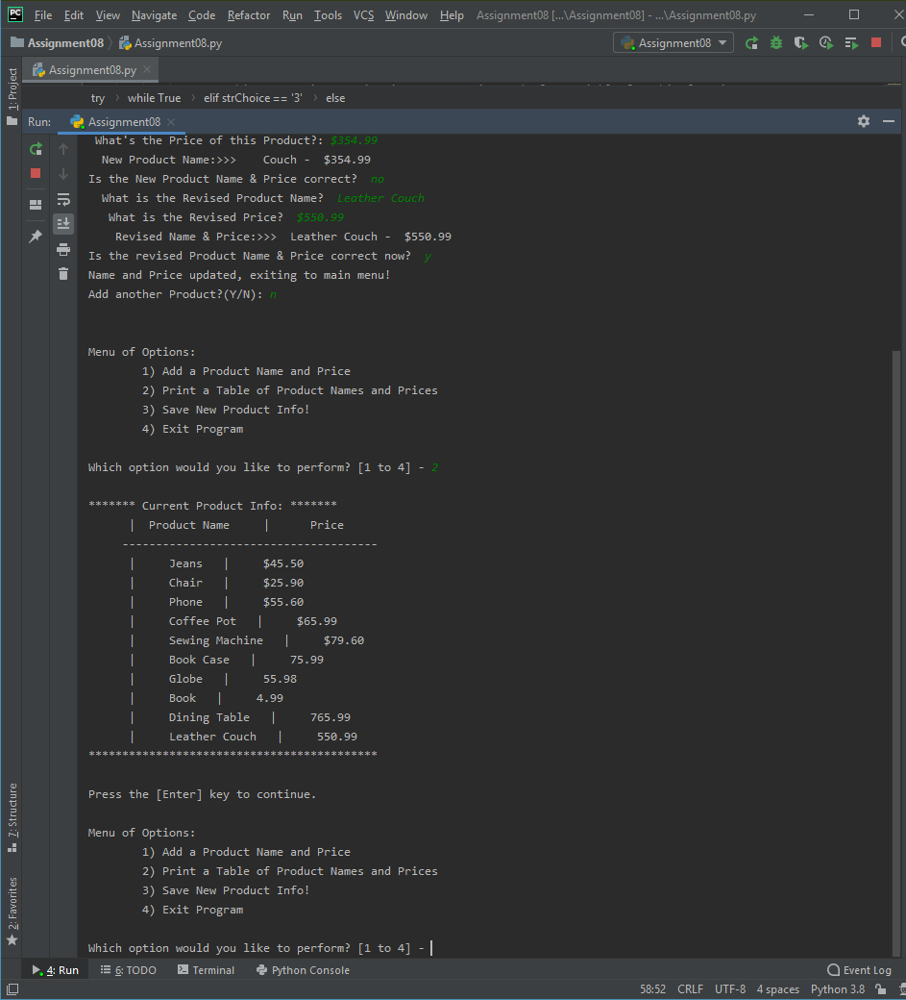 PC File Edit View Navigate Code Refactor Run Tools VCS Window Help Assignment08 [...\Assignment08] - ...\Assignment08.py
Assignment08 Assignment08.py Assignment08
1: Project
Assignment08.py
try while True elif strChoice == '3' else
Run: Assignment08
What's the Price of this Product?: $354.99
New Product Name:>>> Couch - $354.99
Is the New Product Name & Price correct? no
What is the Revised Product Name? Leather Couch
What is the Revised Price? $550.99
Revised Name & Price:>>> Leather Couch - $550.99
Is the revised Product Name & Price correct now? y
Name and Price updated, exiting to main menu!
Add another Product?(Y/N): n
Menu of Options:
1) Add a Product Name and Price
2) Print a Table of Product Names and Prices
3) Save New Product Info!
4) Exit Program
Which option would you like to perform? [1 to 4] - 2
******* Current Product Info: *******
| Product Name | Price
--------------------------------------
| Jeans | $45.50
| Chair | $25.90
| Phone | $55.60
| Coffee Pot | $65.99
| Sewing Machine | $79.60
| Book Case | 75.99
| Globe | 55.98
| Book | 4.99
| Dining Table | 765.99
| Leather Couch | 550.99
*******************************************
Press the [Enter] key to continue.
Menu of Options:
1) Add a Product Name and Price
2) Print a Table of Product Names and Prices
3) Save New Product Info!
4) Exit Program
Which option would you like to perform? [1 to 4] -
7: Structure
2: Favorites
4: Run 6: TODO Terminal Python Console Event Log
58:52 CRLF UTF-8 4 spaces Python 3.8